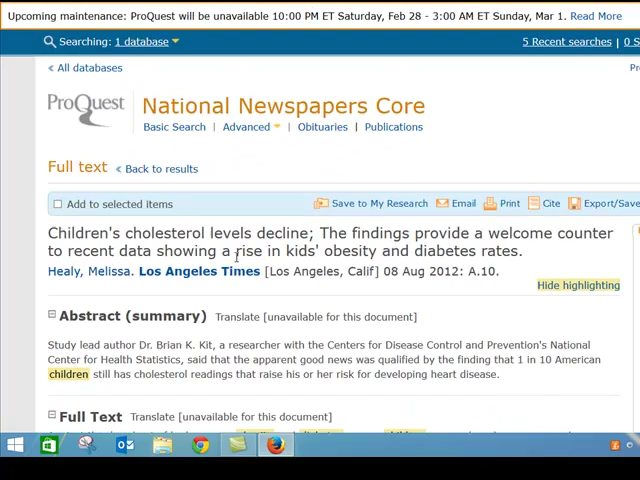 Upcoming maintenance: ProQuest will be unavailable 10:00 PM ET Saturday, Feb 28 - 3:00 AM ET Sunday, Mar 1. Read More
Searching: 1 database 5 Recent searches | 0 S
« All databases Pr
ProQuest National Newspapers Core
Basic Search | Advanced | Obituaries | Publications
Full text « Back to results
Add to selected items Save to My Research Email Print Cite Export/Save
Children's cholesterol levels decline; The findings provide a welcome counter
to recent data showing a rise in kids' obesity and diabetes rates.
Healy, Melissa. Los Angeles Times [Los Angeles, Calif] 08 Aug 2012: A.10.
Hide highlighting
Abstract (summary) Translate [unavailable for this document]
Study lead author Dr. Brian K. Kit, a researcher with the Centers for Disease Control and Prevention's National
Center for Health Statistics, said that the apparent good news was qualified by the finding that 1 in 10 American
children still has cholesterol readings that raise his or her risk for developing heart disease.
Full Text Translate [unavailable for this document]